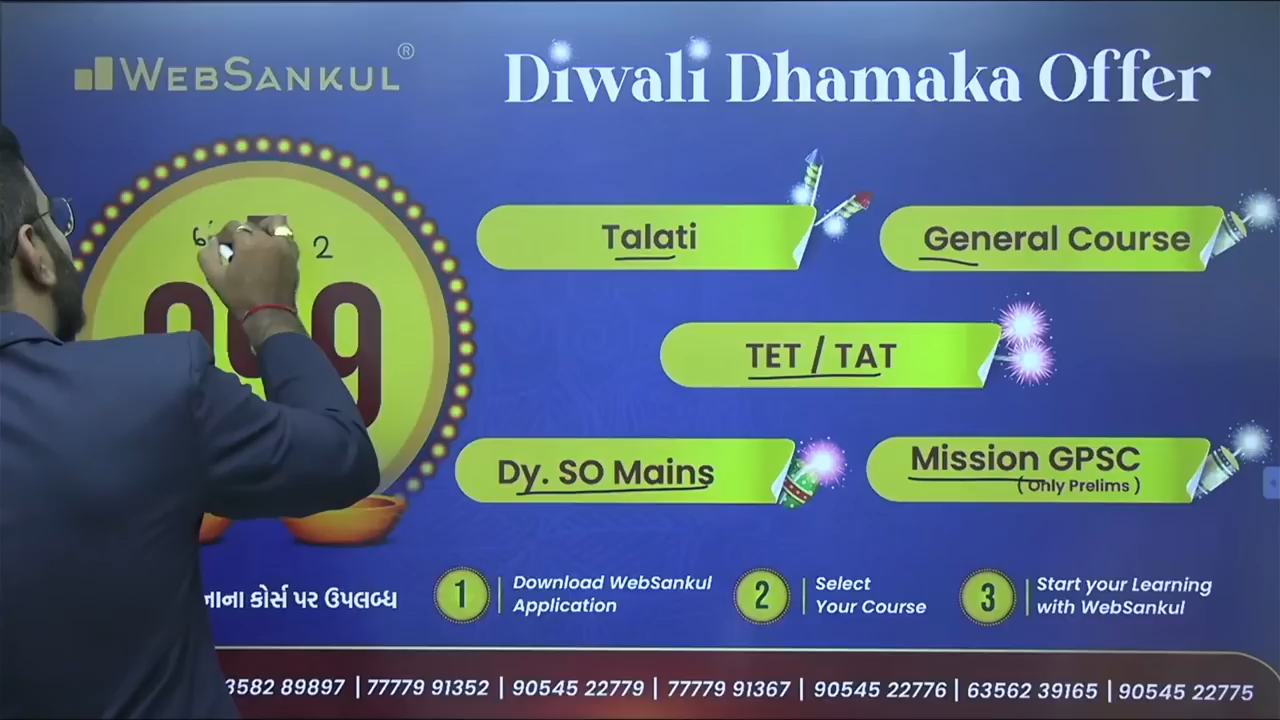 WEBSANKUL®
Diwali Dhamaka Offer
2
Talati
General Course
TET / TAT
Dy. SO Mains
Mission GPSC
( Only Prelims )
કોર્સ પર ઉપલબ્ધ
1 Download WebSankul
Application
2 Select
Your Course
3 Start your Learning
with WebSankul
3582 89897 | 77779 91352 | 90545 22779 | 77779 91367 | 90545 22776 | 63562 39165 | 90545 22775